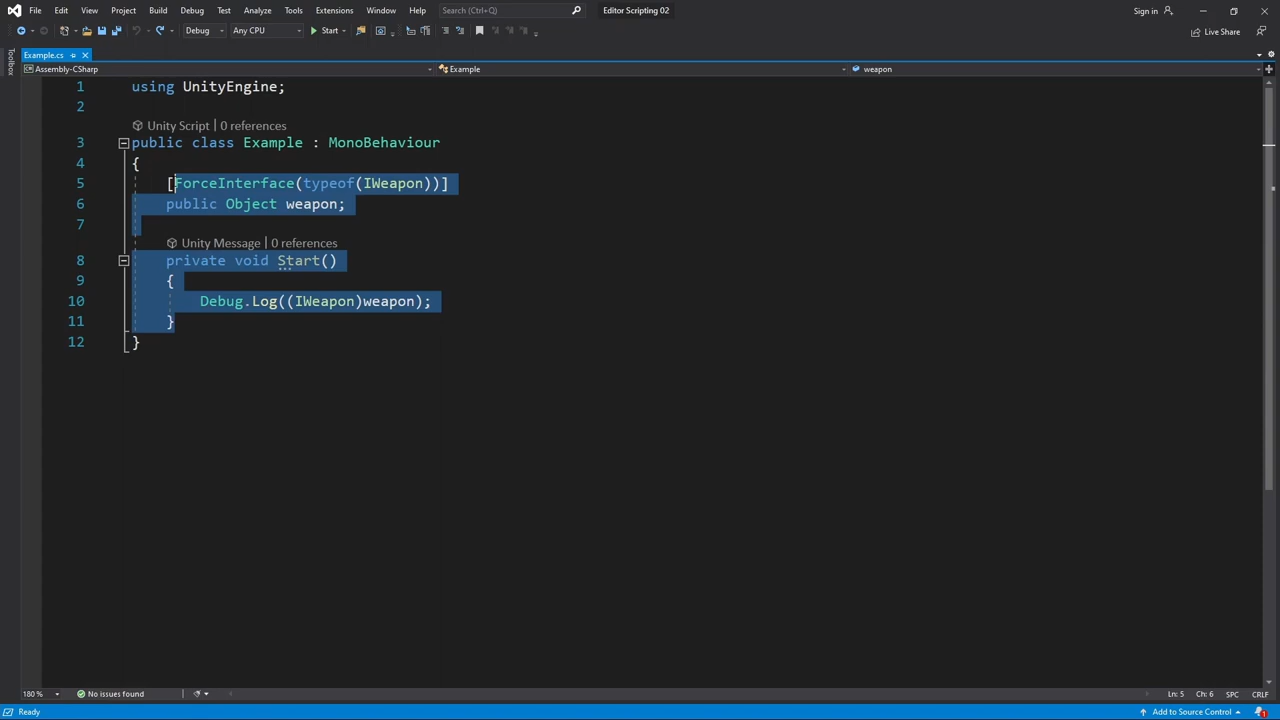 File Edit View Project Build Debug Test Analyze Tools Extensions Window Help Search (Ctrl+Q) Editor Scripting 02 Sign in
Debug Any CPU Start Live Share
Example.cs
Toolbox
Assembly-CSharp Example weapon
1 using UnityEngine;
2
Unity Script | 0 references
3 public class Example : MonoBehaviour
4 {
5 [ForceInterface(typeof(IWeapon))]
6 public Object weapon;
7
Unity Message | 0 references
8 private void Start()
9 {
10 Debug.Log((IWeapon)weapon);
11 }
12 }
180 % No issues found Ln: 5 Ch: 6 SPC CRLF
Ready Add to Source Control 1